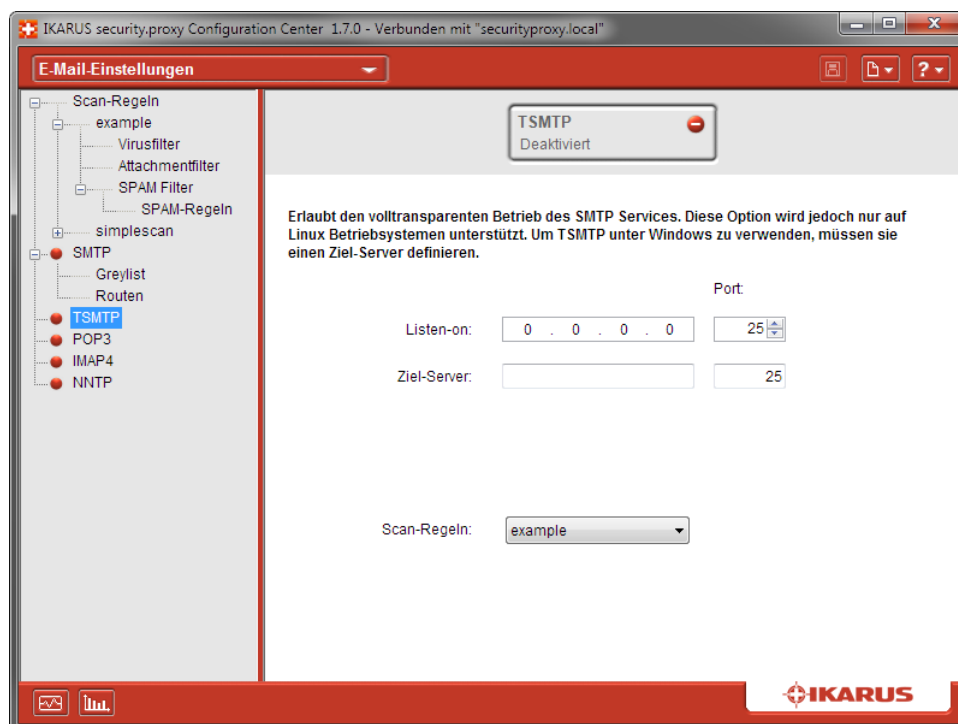 IKARUS security.proxy Configuration Center 1.7.0 - Verbunden mit "securityproxy.local"
E-Mail-Einstellungen
?
Scan-Regeln
example
Virusfilter
Attachmentfilter
SPAM Filter
SPAM-Regeln
simplescan
SMTP
Greylist
Routen
TSMTP
POP3
IMAP4
NNTP
TSMTP
Deaktiviert
Erlaubt den volltransparenten Betrieb des SMTP Services. Diese Option wird jedoch nur auf
Linux Betriebsystemen unterstützt. Um TSMTP unter Windows zu verwenden, müssen sie
einen Ziel-Server definieren.
Port:
Listen-on: 0 . 0 . 0 . 0 25
Ziel-Server: 25
Scan-Regeln: example
IKARUS